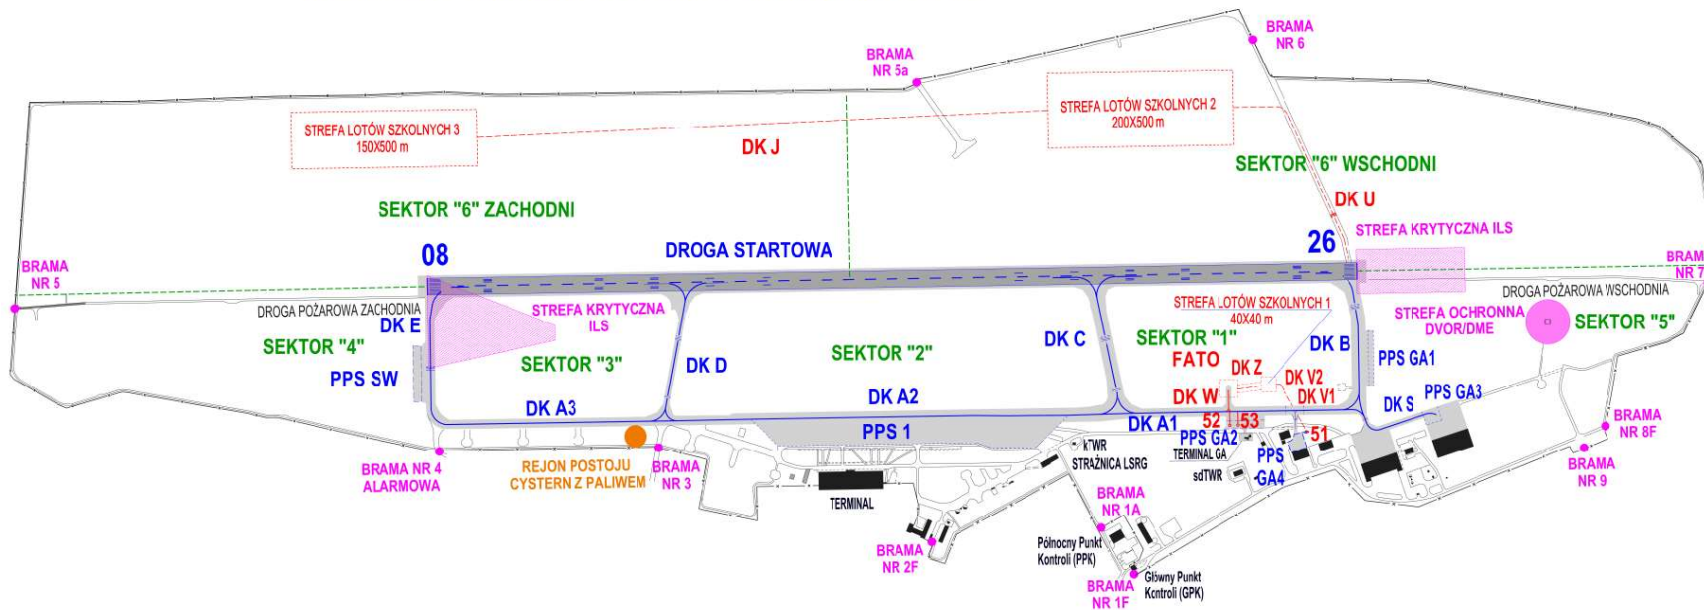 BRAMA
NR 6
BRAMA
NR 5a
STREFA LOTÓW SZKOLNYCH 3
150X500 m
STREFA LOTÓW SZKOLNYCH 2
200X500 m
DK J
SEKTOR "6" WSCHODNI
SEKTOR "6" ZACHODNI
DK U
STREFA KRYTYCZNA ILS
08
DROGA STARTOWA
26
BRAMA
NR 5
BRAM
NR 7
DROGA POŻAROWA ZACHODNIA
DK E
STREFA KRYTYCZNA
ILS
STREFA LOTÓW SZKOLNYCH 1
40X40 m
DROGA POŻAROWA WSCHODNIA
STREFA OCHRONNA
DVOR/DME
SEKTOR "5"
SEKTOR "4"
SEKTOR "3"
SEKTOR "2"
DK C
SEKTOR "1"
FATO
DK B
PPS GA1
PPS SW
DK D
DK Z
DK V2
DK V1
DK W
PPS GA3
DK S
DK A3
DK A2
DK A1
52
53
51
PPS 1
PPS GA2
TERMINAL GA
PPS
GA4
kTWR
STRAŻNICA LSRG
sdTWR
BRAMA NR 4
ALARMOWA
REJON POSTOJU
CYSTERN Z PALIWEM
BRAMA
NR 3
BRAMA
NR 8F
BRAMA
NR 9
TERMINAL
BRAMA
NR 1A
BRAMA
NR 2F
Północny Punkt
Kontroli (PPK)
BRAMA
NR 1F
Główny Punkt
Kontroli (GPK)